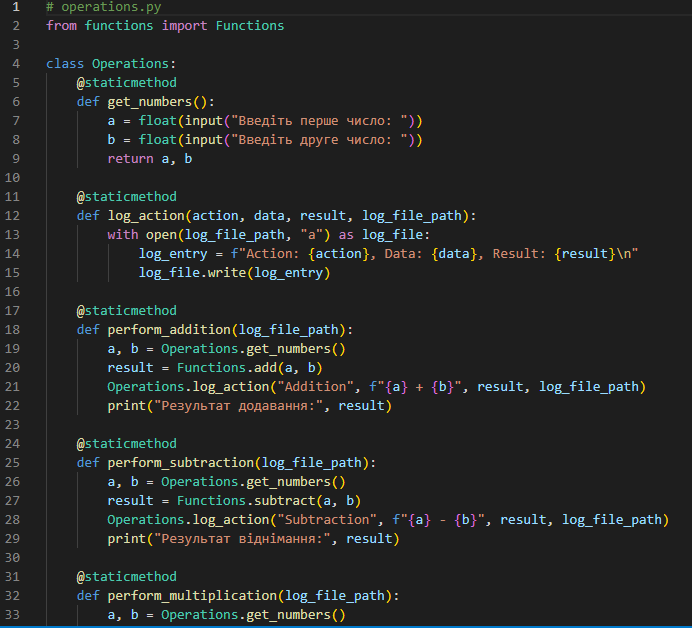 1 # operations.py
2 from functions import Functions
3
4 class Operations:
5     @staticmethod
6     def get_numbers():
7         a = float(input("Введіть перше число: "))
8         b = float(input("Введіть друге число: "))
9         return a, b
10
11     @staticmethod
12     def log_action(action, data, result, log_file_path):
13         with open(log_file_path, "a") as log_file:
14             log_entry = f"Action: {action}, Data: {data}, Result: {result}\n"
15             log_file.write(log_entry)
16
17     @staticmethod
18     def perform_addition(log_file_path):
19         a, b = Operations.get_numbers()
20         result = Functions.add(a, b)
21         Operations.log_action("Addition", f"{a} + {b}", result, log_file_path)
22         print("Результат додавання:", result)
23
24     @staticmethod
25     def perform_subtraction(log_file_path):
26         a, b = Operations.get_numbers()
27         result = Functions.subtract(a, b)
28         Operations.log_action("Subtraction", f"{a} - {b}", result, log_file_path)
29         print("Результат віднімання:", result)
30
31     @staticmethod
32     def perform_multiplication(log_file_path):
33         a, b = Operations.get_numbers()